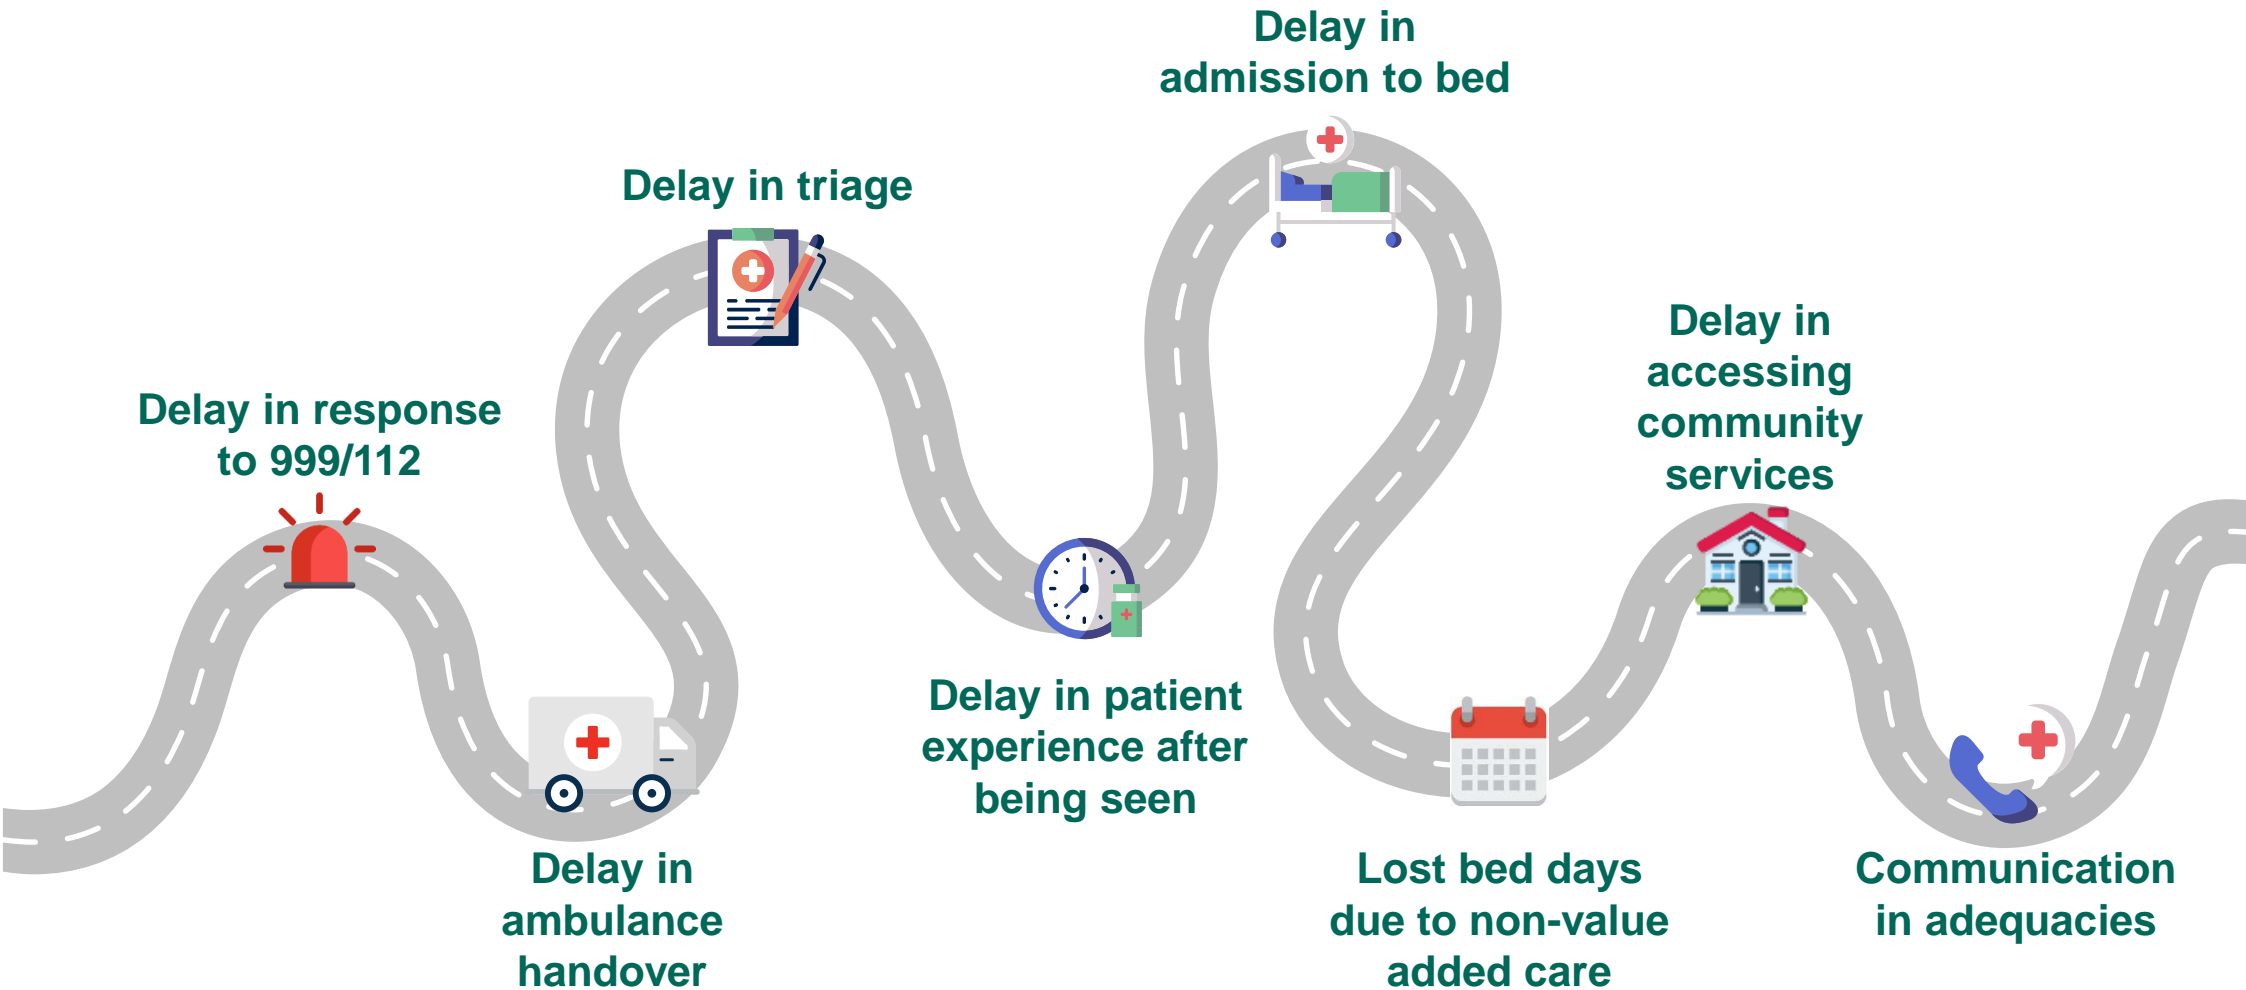 Delay in response
to 999/112
Delay in
ambulance
handover
Delay in triage
Delay in patient
experience after
being seen
Delay in
admission to bed
Lost bed days
due to non-value
added care
Delay in
accessing
community
services
Communication
in adequacies